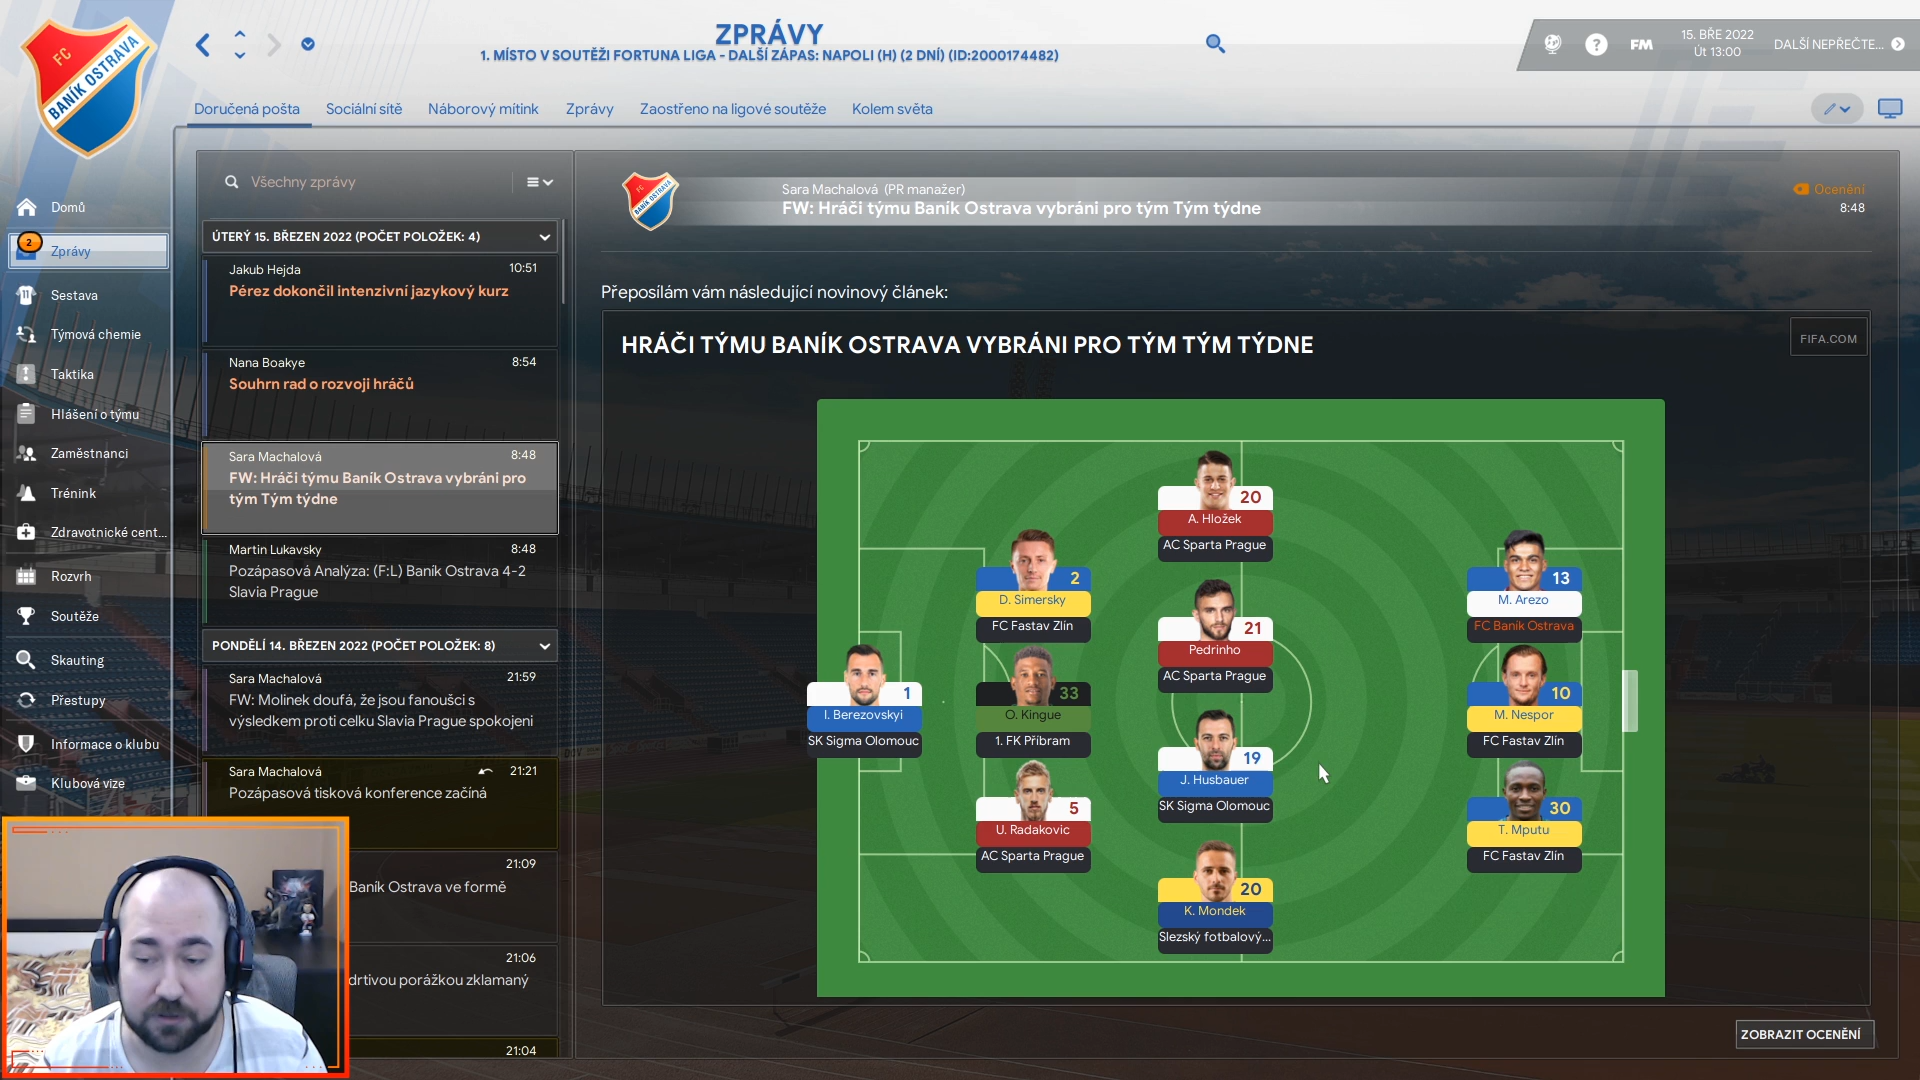 FC
BANÍK OSTRAVA
ZPRÁVY
1. MÍSTO V SOUTĚŽI FORTUNA LIGA - DALŠÍ ZÁPAS: NAPOLI (H) (2 DNÍ) (ID:2000174482)
?
FM
15. BŘE 2022
Út 13:00
DALŠÍ NEPŘEČTE...
Doručená pošta
Sociální sítě
Náborový mítink
Zprávy
Zaostřeno na ligové soutěže
Kolem světa
Domů
2
Zprávy
Sestava
Týmová chemie
Taktika
Hlášení o týmu
Zaměstnanci
Trénink
Zdravotnické cent...
Rozvrh
Soutěže
Skauting
Přestupy
Informace o klubu
Klubová vize
Všechny zprávy
ÚTERÝ 15. BŘEZEN 2022 (POČET POLOŽEK: 4)
Jakub Hejda
10:51
Pérez dokončil intenzivní jazykový kurz
Nana Boakye
8:54
Souhrn rad o rozvoji hráčů
Sara Machalová
8:48
FW: Hráči týmu Baník Ostrava vybráni pro
tým Tým týdne
Martin Lukavsky
8:48
Pozápasová Analýza: (F:L) Baník Ostrava 4-2
Slavia Prague
PONDĚLÍ 14. BŘEZEN 2022 (POČET POLOŽEK: 8)
Sara Machalová
21:59
FW: Molinek doufá, že jsou fanoušci s
výsledkem proti celku Slavia Prague spokojeni
Sara Machalová
21:21
Pozápasová tisková konference začíná
21:09
Baník Ostrava ve formě
21:06
drtivou porážkou zklamaný
21:04
FC
BANÍK OSTRAVA
Sara Machalová (PR manažer)
FW: Hráči týmu Baník Ostrava vybráni pro tým Tým týdne
Ocenění
8:48
Přeposílám vám následující novinový článek:
HRÁČI TÝMU BANÍK OSTRAVA VYBRÁNI PRO TÝM TÝM TÝDNE
FIFA.COM
20
A. Hložek
AC Sparta Prague
2
D. Simersky
FC Fastav Zlín
13
M. Arezo
FC Baník Ostrava
21
Pedrinho
AC Sparta Prague
1
I. Berezovskyi
SK Sigma Olomouc
33
O. Kingue
1. FK Příbram
10
M. Nespor
FC Fastav Zlín
19
J. Husbauer
SK Sigma Olomouc
5
U. Radakovic
AC Sparta Prague
30
T. Mputu
FC Fastav Zlín
20
K. Mondek
Slezský fotbalový...
ZOBRAZIT OCENĚNÍ